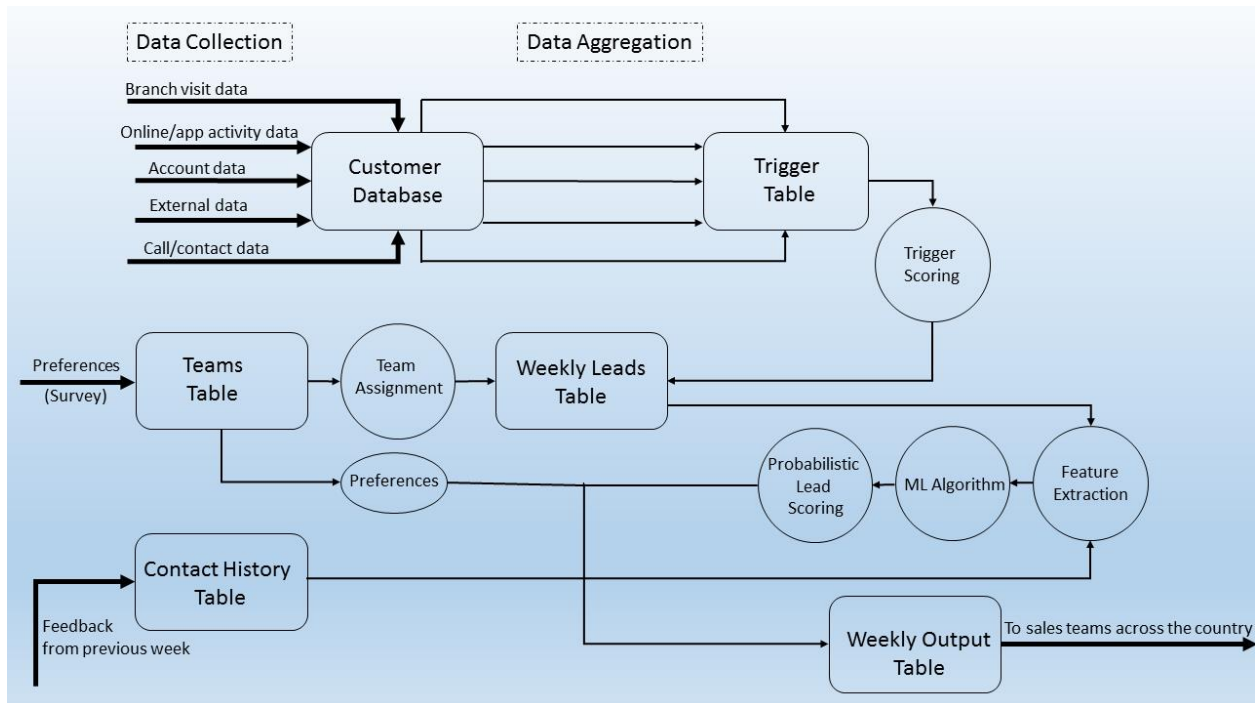 Data Collection
Data Aggregation
Branch visit data
Online/app activity data
Account data
External data
Call/contact data
Customer
Database
Trigger
Table
Trigger
Scoring
Preferences
(Survey)
Teams
Table
Team
Assignment
Weekly Leads
Table
Preferences
Probabilistic
Lead
Scoring
ML Algorithm
Feature
Extraction
Contact History
Table
Feedback
from previous week
Weekly Output
Table
To sales teams across the country